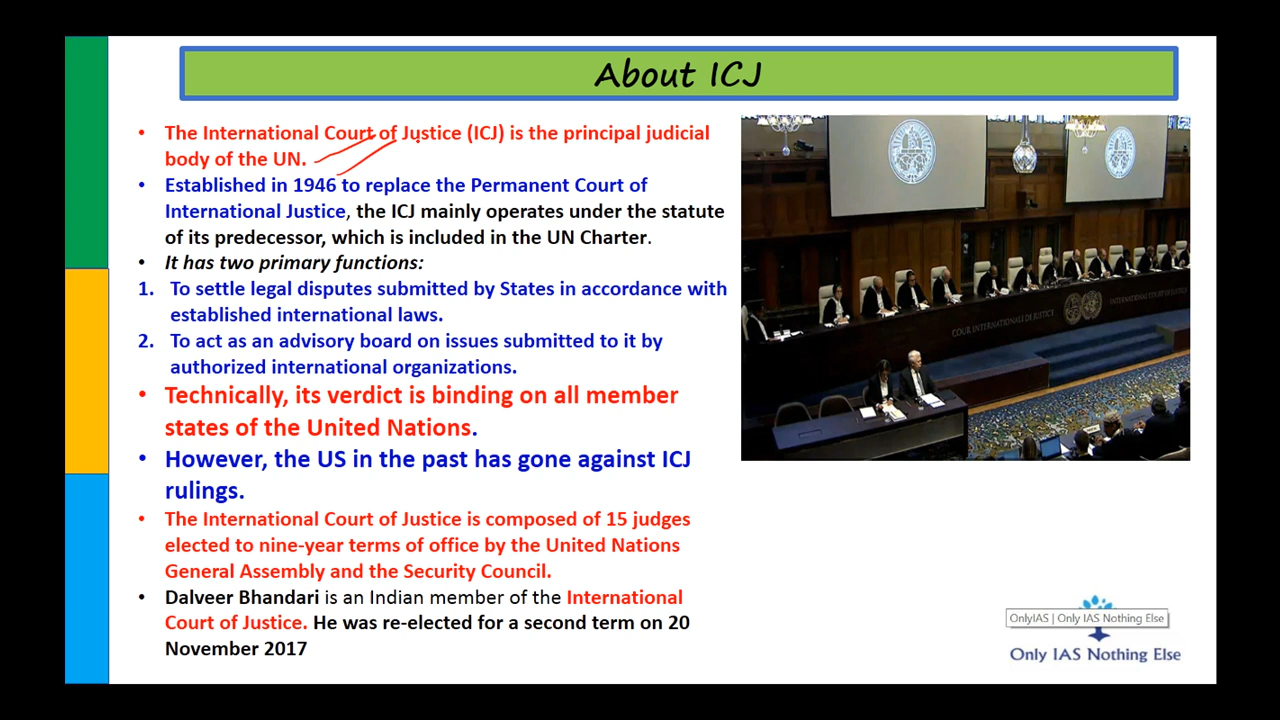 About ICJ
• The International Court of Justice (ICJ) is the principal judicial
body of the UN.
• Established in 1946 to replace the Permanent Court of
International Justice, the ICJ mainly operates under the statute
of its predecessor, which is included in the UN Charter.
• It has two primary functions:
1. To settle legal disputes submitted by States in accordance with
established international laws.
2. To act as an advisory board on issues submitted to it by
authorized international organizations.
• Technically, its verdict is binding on all member
states of the United Nations.
• However, the US in the past has gone against ICJ
rulings.
• The International Court of Justice is composed of 15 judges
elected to nine-year terms of office by the United Nations
General Assembly and the Security Council.
• Dalveer Bhandari is an Indian member of the International
Court of Justice. He was re-elected for a second term on 20
November 2017
COUR INTERNATIONALE DE JUSTICE
INTERNATIONAL COURT OF JUSTICE
OnlyIAS | Only IAS Nothing Else
Only IAS Nothing Else